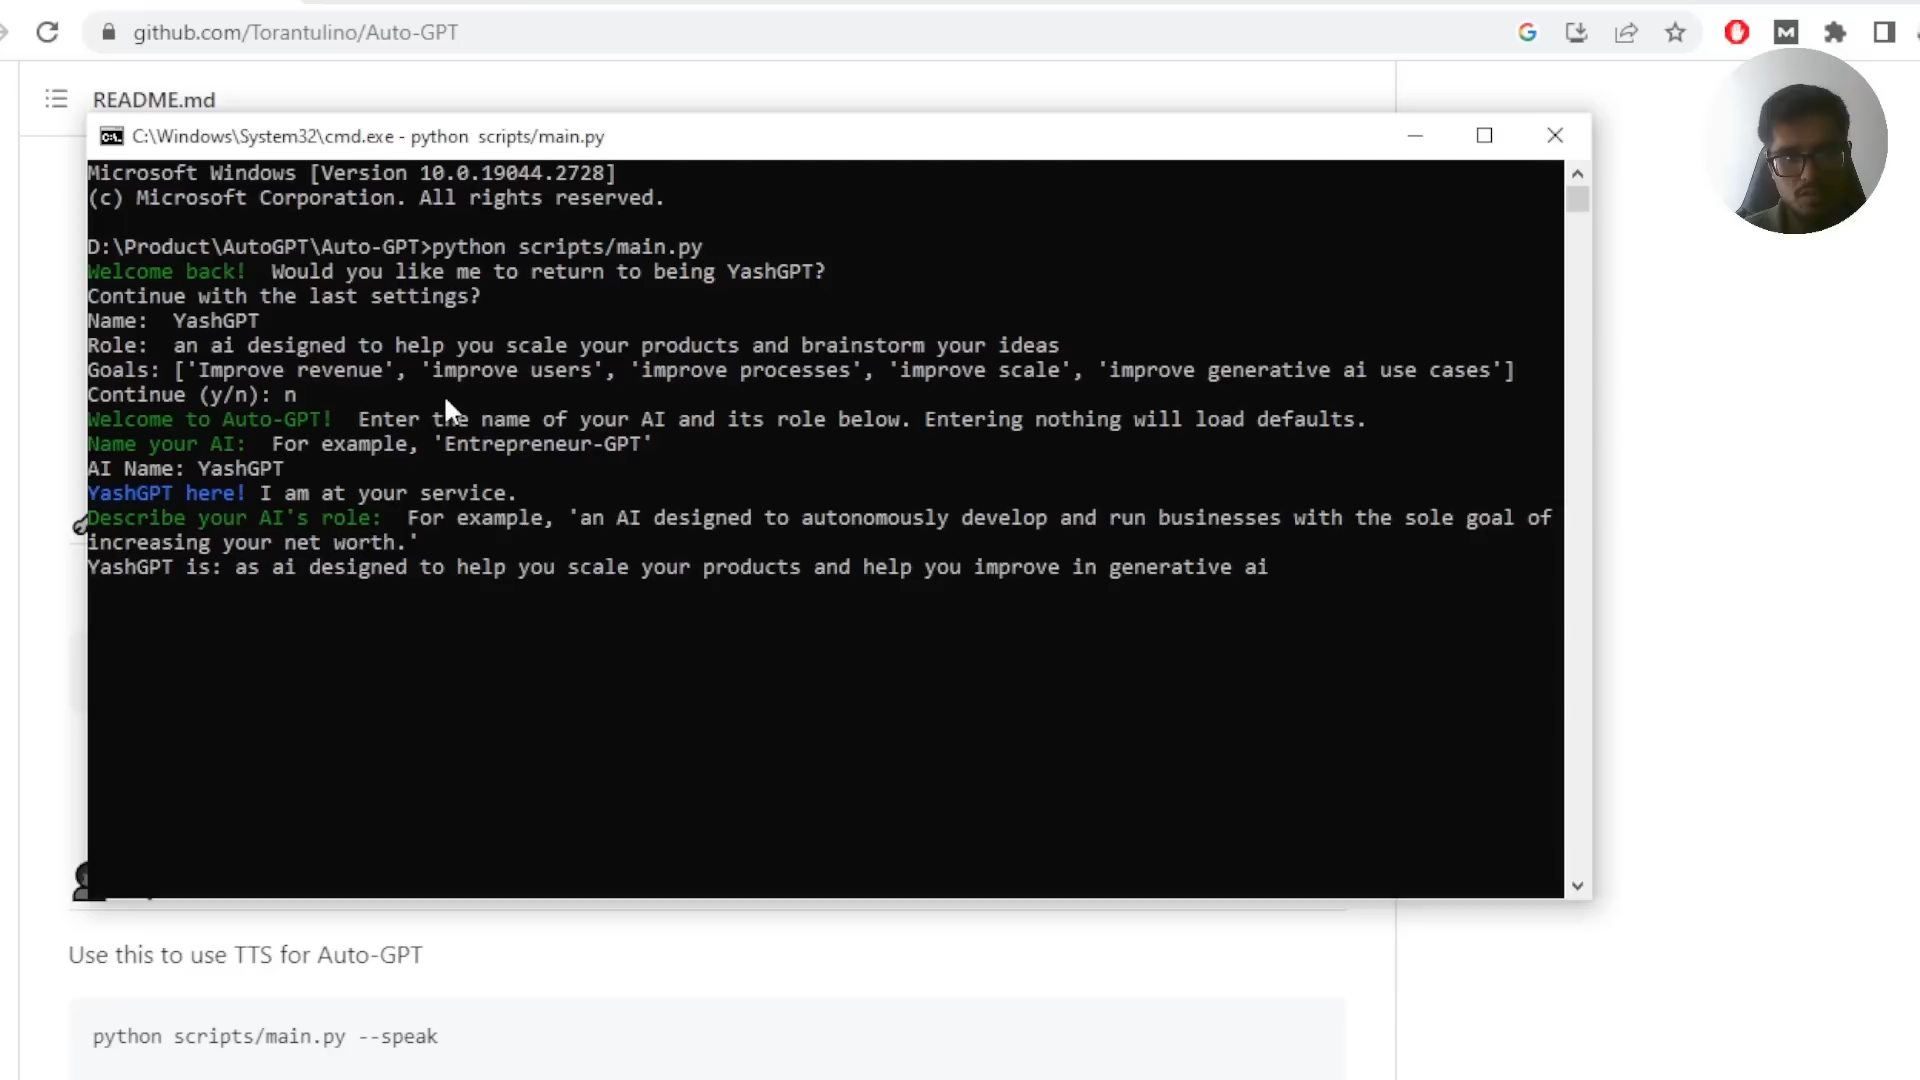 github.com/Torantulino/Auto-GPT
README.md
C:\Windows\System32\cmd.exe - python scripts/main.py
Microsoft Windows [Version 10.0.19044.2728]
(c) Microsoft Corporation. All rights reserved.
D:\Product\AutoGPT\Auto-GPT>python scripts/main.py
Welcome back! Would you like me to return to being YashGPT?
Continue with the last settings?
Name: YashGPT
Role: an ai designed to help you scale your products and brainstorm your ideas
Goals: ['Improve revenue', 'improve users', 'improve processes', 'improve scale', 'improve generative ai use cases']
Continue (y/n): n
Welcome to Auto-GPT! Enter the name of your AI and its role below. Entering nothing will load defaults.
Name your AI: For example, 'Entrepreneur-GPT'
AI Name: YashGPT
YashGPT here! I am at your service.
Describe your AI's role: For example, 'an AI designed to autonomously develop and run businesses with the sole goal of
increasing your net worth.'
YashGPT is: as ai designed to help you scale your products and help you improve in generative ai
Use this to use TTS for Auto-GPT
python scripts/main.py --speak